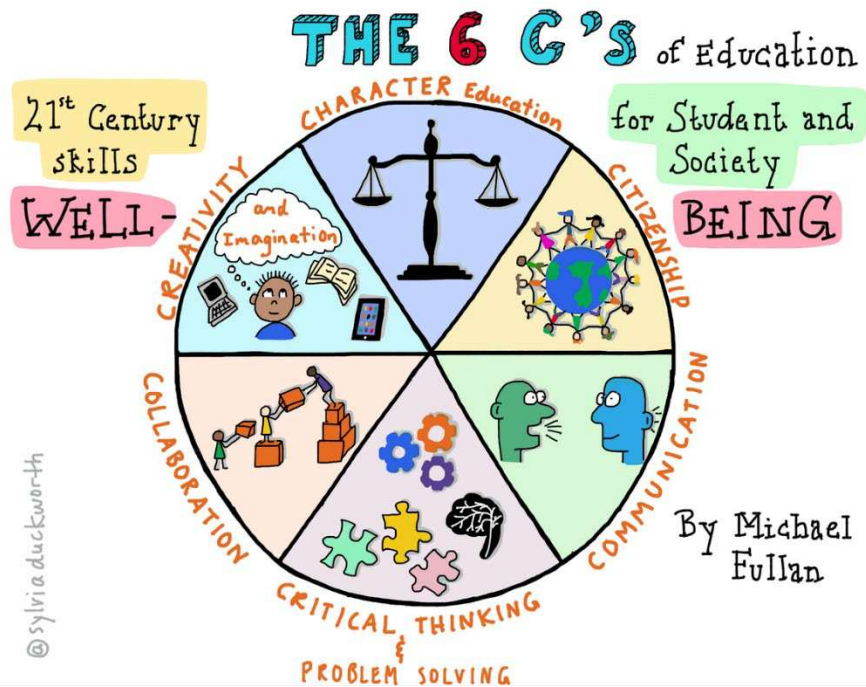 THE 6 C'S of Education
21st Century
skills
WELL-
for Student and
Society
BEING
CHARACTER Education
CITIZENSHIP
COMMUNICATION
CRITICAL THINKING
&
PROBLEM SOLVING
COLLABORATION
CREATIVITY
and
Imagination
By Michael
Fullan
@sylviaduckworth